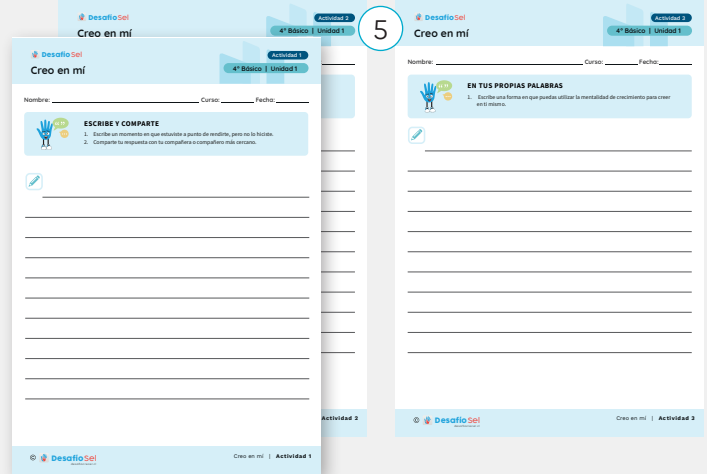 DesafíoSel
Creo en mí
Actividad 2
4° Básico | Unidad 1
5
DesafíoSel
Creo en mí
Actividad 3
4° Básico | Unidad 1
Nombre: Curso: Fecha:
EN TUS PROPIAS PALABRAS
1. Escribe una forma en que puedas utilizar la mentalidad de crecimiento para creer
en ti mismo.
© DesafíoSel
Creo en mí | Actividad 3
DesafíoSel
Creo en mí
Actividad 1
4° Básico | Unidad 1
Nombre: Curso: Fecha:
ESCRIBE Y COMPARTE
1. Escribe un momento en que estuviste a punto de rendirte, pero no lo hiciste.
2. Comparte tu respuesta con tu compañera o compañero más cercano.
© DesafíoSel
Creo en mí | Actividad 1
Actividad 2